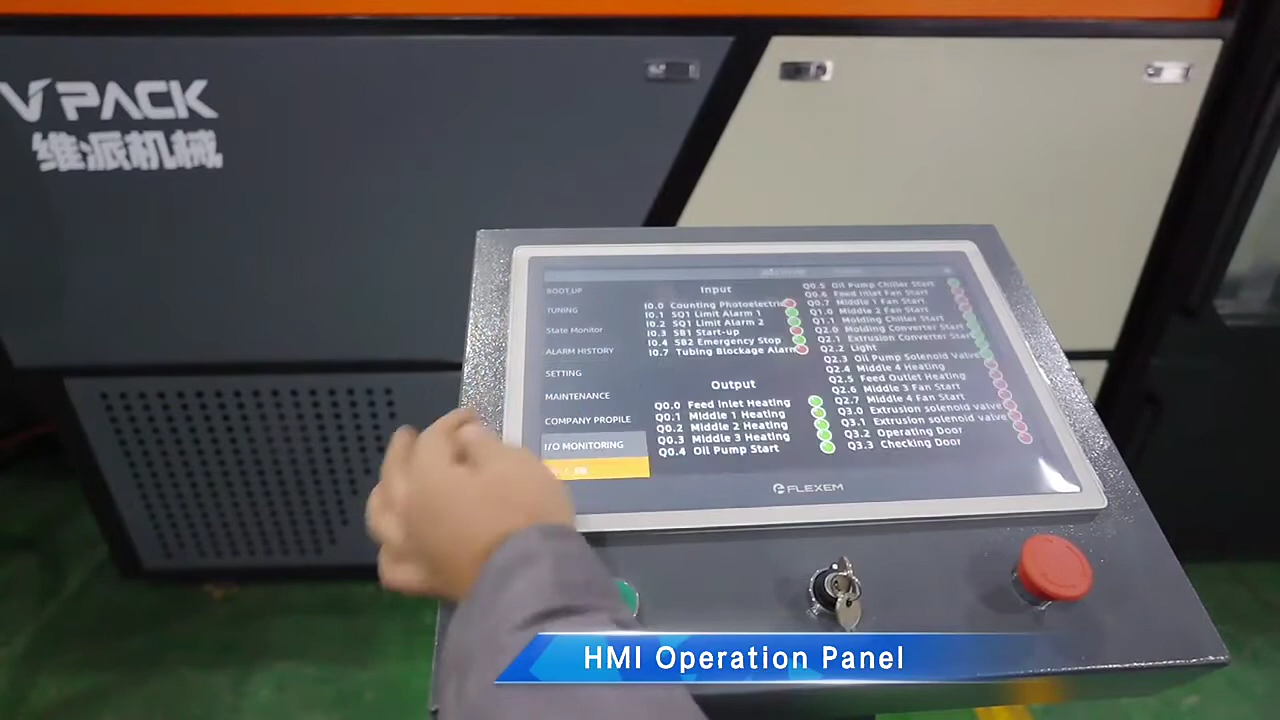 VPACK
维派机械
BOOT UP
TUNING
State Monitor
ALARM HISTORY
SETTING
MAINTENANCE
COMPANY PROPILE
I/O MONITORING
Input
I0.0 Counting Photoelectric
I0.1 SQ1 Limit Alarm 1
I0.2 SQ1 Limit Alarm 2
I0.3 SB1 Start-up
I0.4 SB2 Emergency Stop
I0.7 Tubing Blockage Alarm
Output
Q0.0 Feed Inlet Heating
Q0.1 Middle 1 Heating
Q0.2 Middle 2 Heating
Q0.3 Middle 3 Heating
Q0.4 Oil Pump Start
Q0.5 Oil Pump Chiller Start
Q0.6 Feed Inlet Fan Start
Q0.7 Middle 1 Fan Start
Q1.0 Middle 2 Fan Start
Q1.1 Molding Chiller Start
Q2.0 Molding Converter Start
Q2.1 Extrusion Converter Start
Q2.2 Light
Q2.3 Oil Pump Solenoid Valve
Q2.4 Middle 4 Heating
Q2.5 Feed Outlet Heating
Q2.6 Middle 3 Fan Start
Q2.7 Middle 4 Fan Start
Q3.0 Extrusion solenoid valve
Q3.1 Extrusion solenoid valve
Q3.2 Operating Door
Q3.3 Checking Door
FLEXEM
HMI Operation Panel